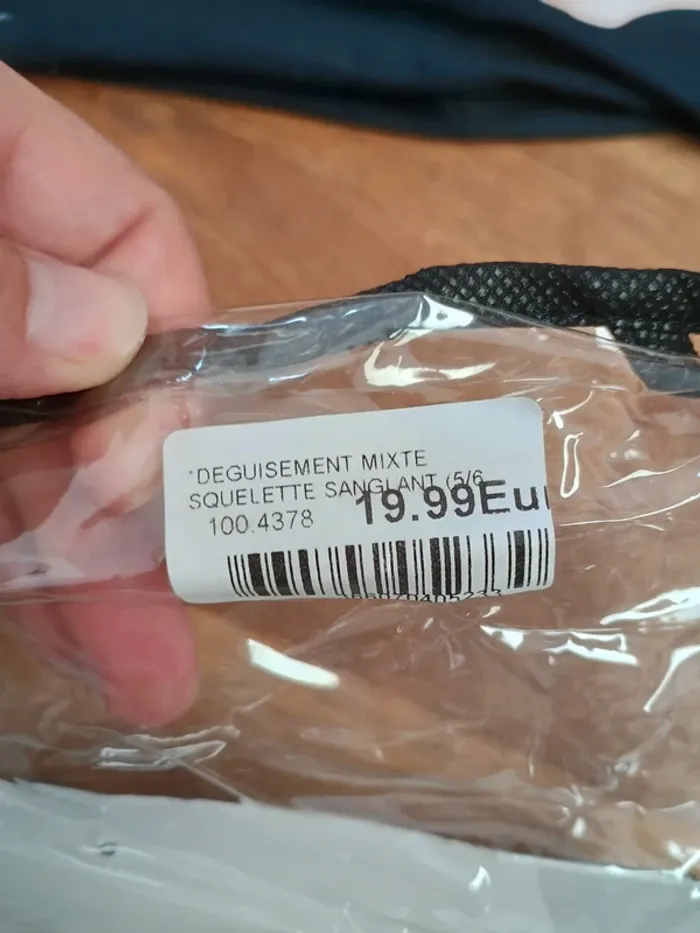 *DEGUISEMENT MIXTE
SQUELETTE SANGLANT (5/6
100.4378 19.99Eu